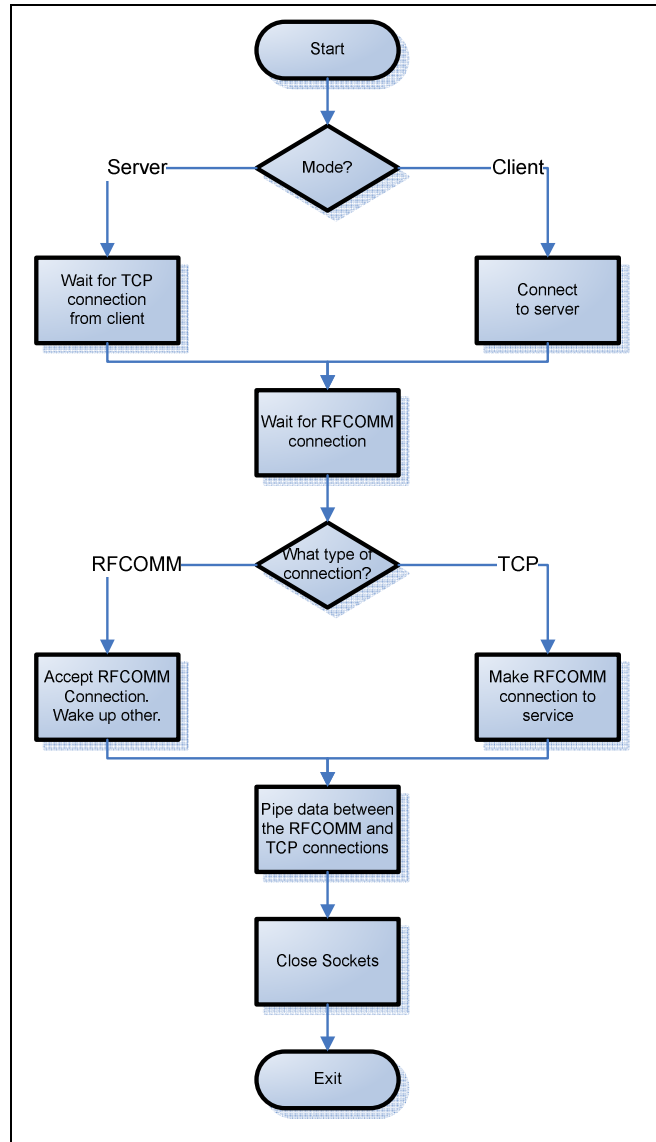 Start
Mode?
Server
Client
Wait for TCP
connection
from client
Connect
to server
Wait for RFCOMM
connection
What type of
connection?
RFCOMM
TCP
Accept RFCOMM
Connection.
Wake up other.
Make RFCOMM
connection to
service
Pipe data between
the RFCOMM and
TCP connections
Close Sockets
Exit